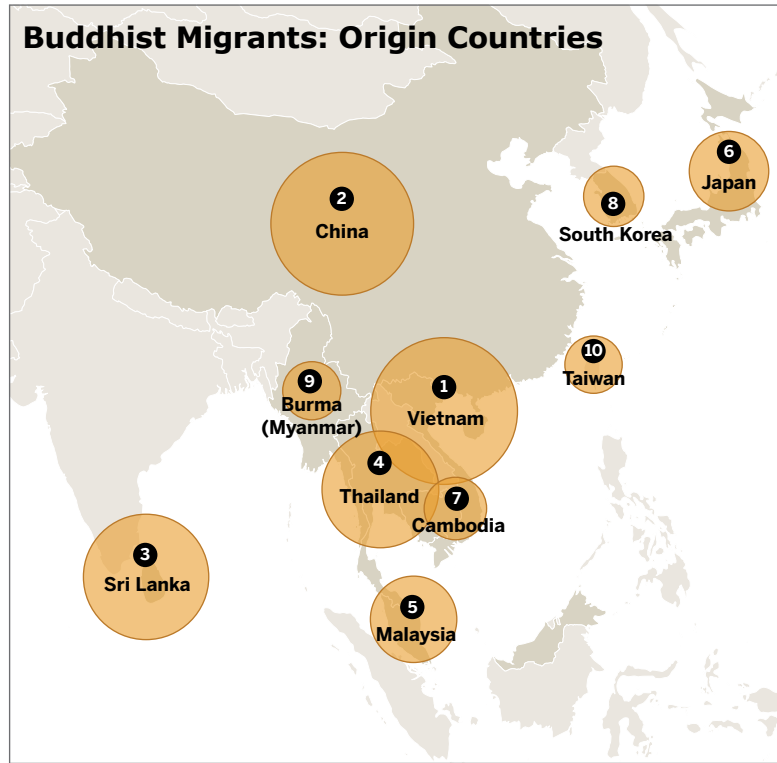 Buddhist Migrants: Origin Countries
6
Japan
2
China
8
South Korea
10
Taiwan
9
Burma
(Myanmar)
1
Vietnam
4
Thailand
7
Cambodia
3
Sri Lanka
5
Malaysia